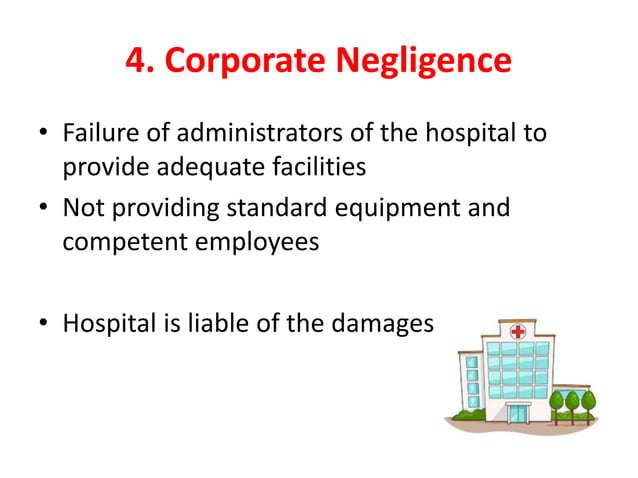 4. Corporate Negligence
• Failure of administrators of the hospital to
provide adequate facilities
• Not providing standard equipment and
competent employees
• Hospital is liable of the damages